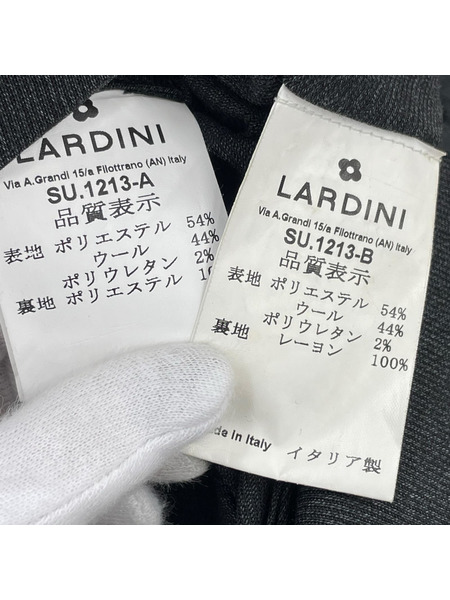 LARDINI
Via A.Grandi 15/a Filottrano (AN) Italy
SU.1213-A
品質表示
表地 ポリエステル 54%
ウール 44%
ポリウレタン 2%
裏地 ポリエステル
LARDINI
Via A.Grandi 15/a Filottrano (AN) Italy
SU.1213-B
品質表示
表地 ポリエステル 54%
ウール 44%
ポリウレタン 2%
裏地 レーヨン 100%
in Italy イタリア製